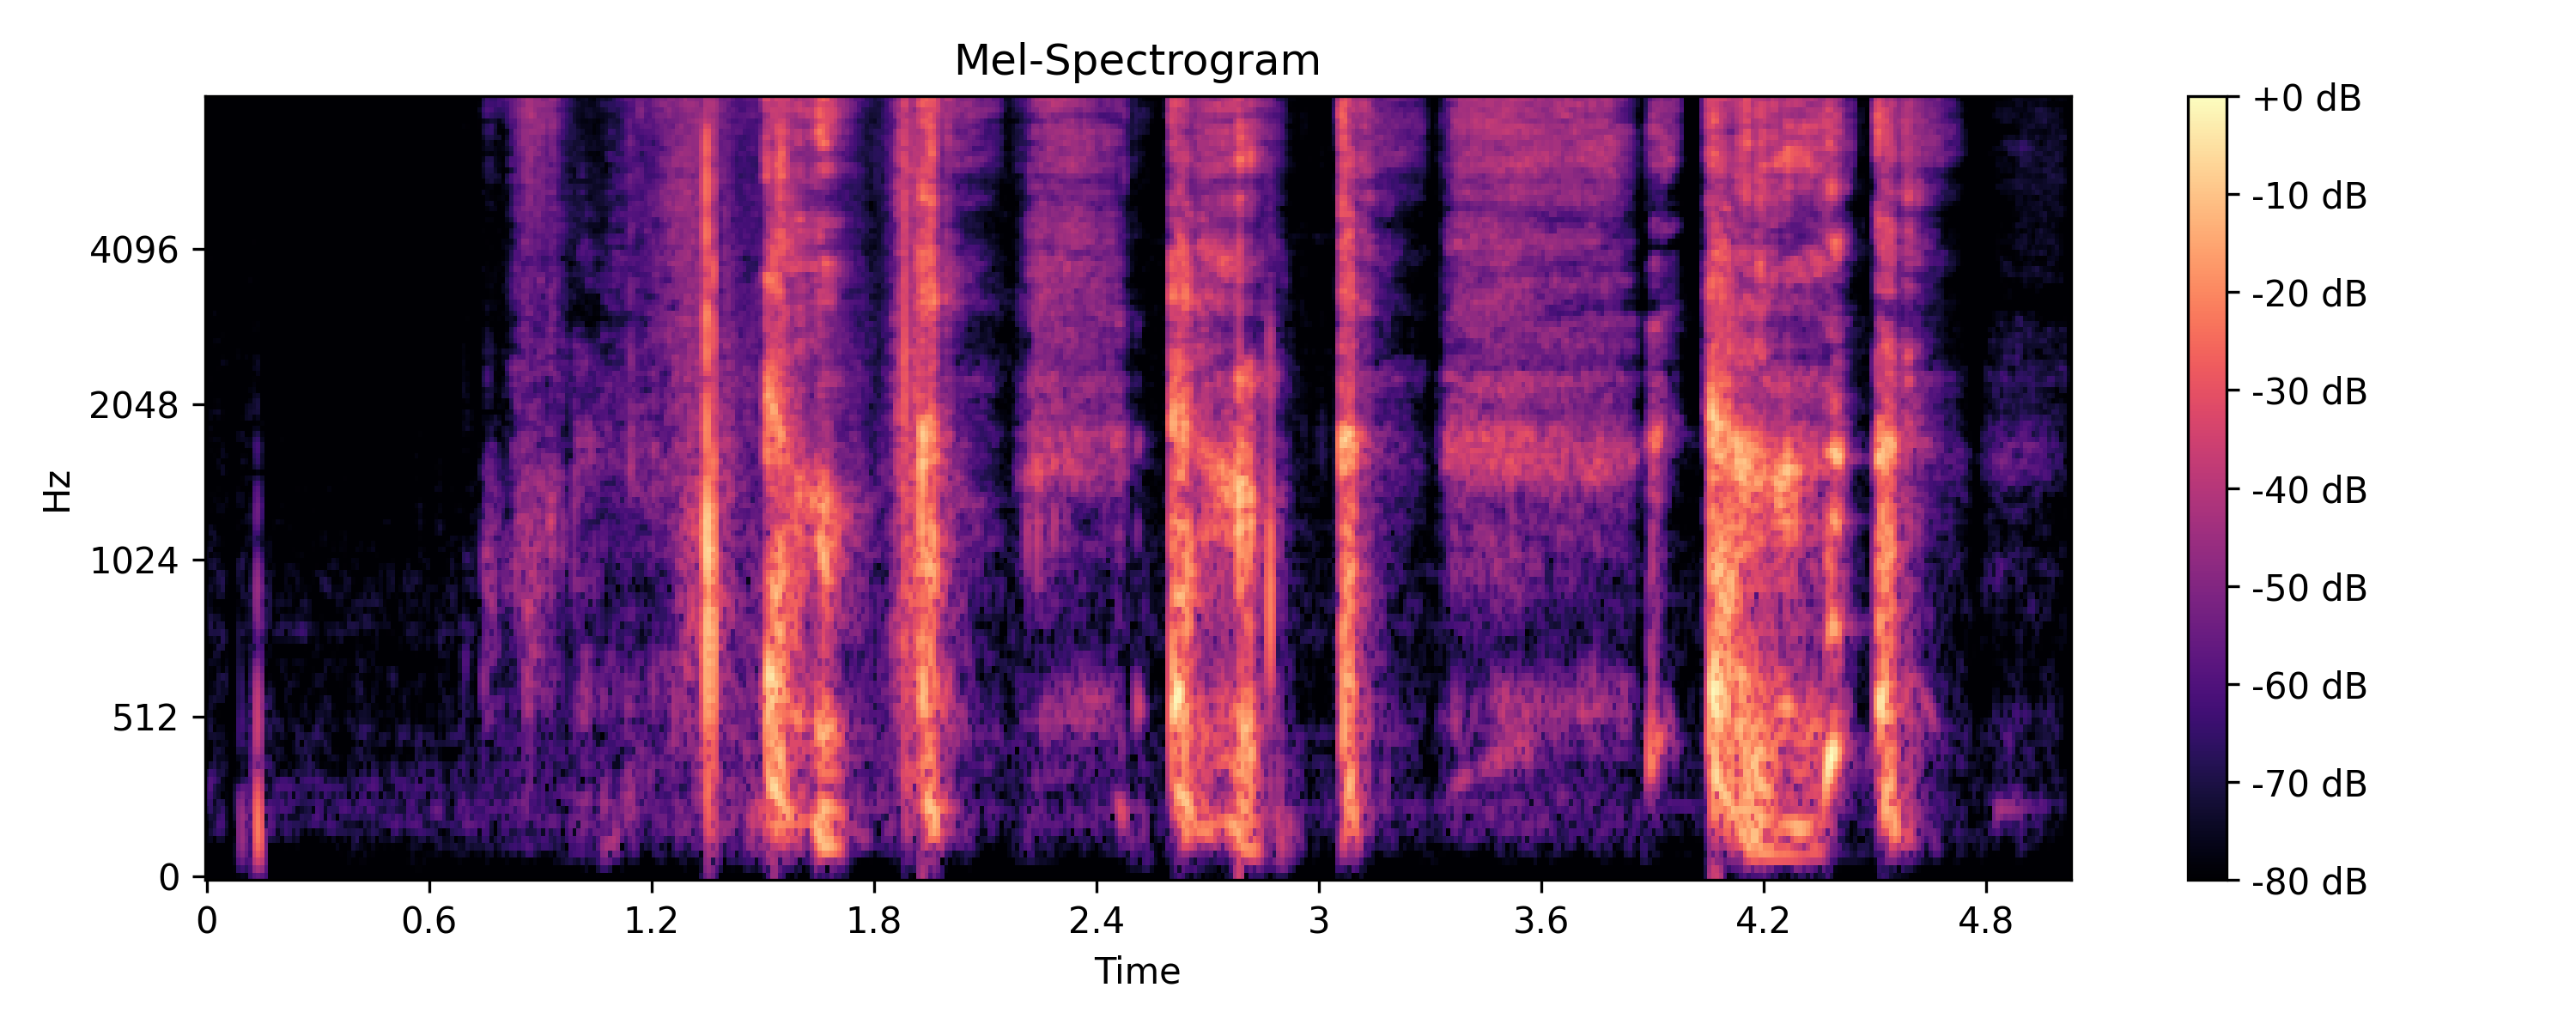 Mel-Spectrogram
+0 dB
-10 dB
-20 dB
-30 dB
-40 dB
-50 dB
-60 dB
-70 dB
-80 dB
4096
2048
1024
512
0
Hz
0 0.6 1.2 1.8 2.4 3 3.6 4.2 4.8
Time